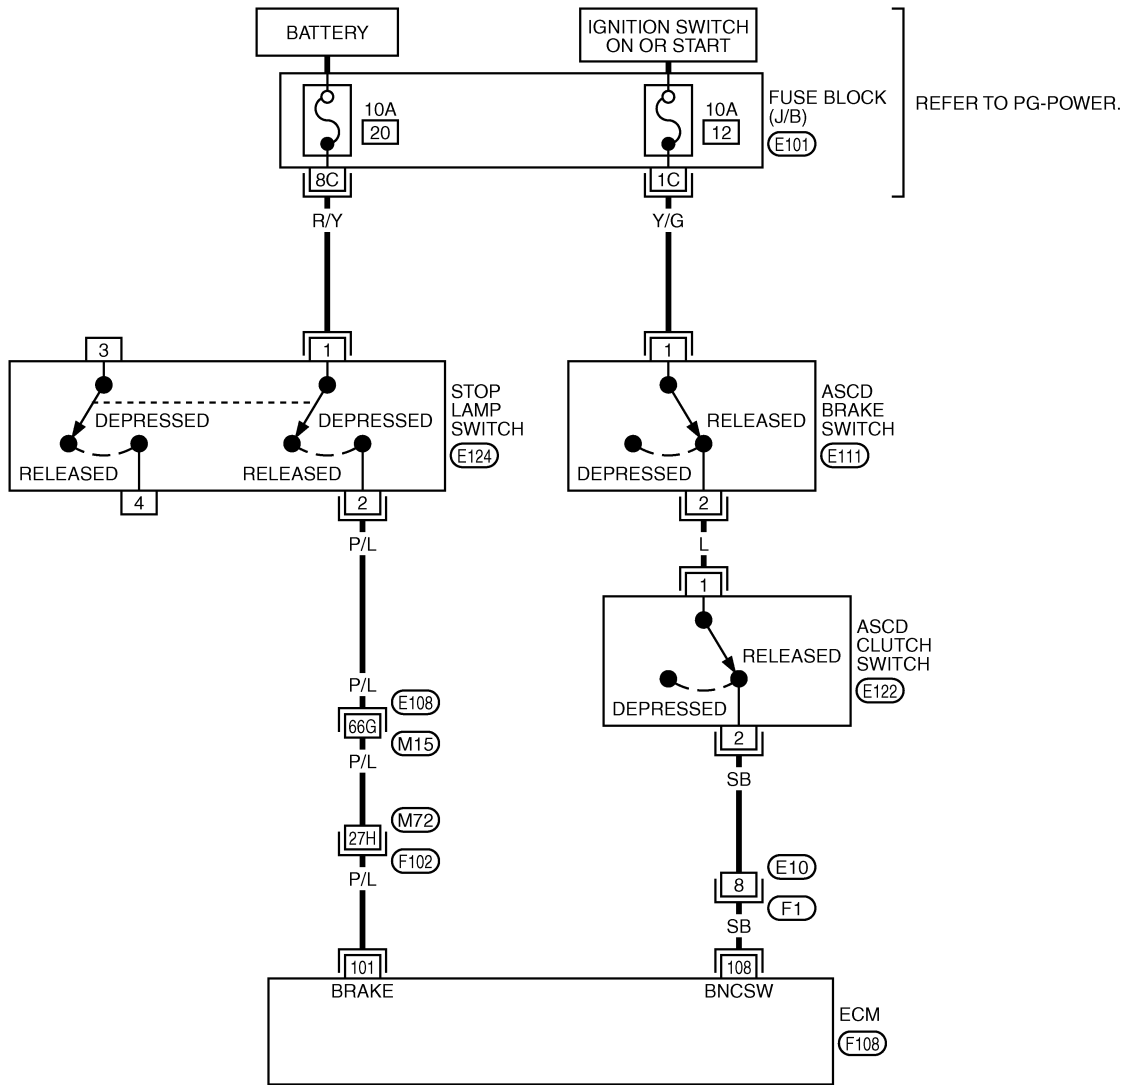 BATTERY
IGNITION SWITCH
ON OR START
10A
20
10A
12
FUSE BLOCK
(J/B)
E101
REFER TO PG-POWER.
8C
1C
R/Y
Y/G
3
1
1
DEPRESSED
DEPRESSED
RELEASED
RELEASED
STOP
LAMP
SWITCH
E124
RELEASED
DEPRESSED
ASCD
BRAKE
SWITCH
E111
4
2
2
P/L
L
1
RELEASED
DEPRESSED
ASCD
CLUTCH
SWITCH
E122
P/L
E108
66G
M15
P/L
2
SB
M72
27H
F102
P/L
E10
8
F1
SB
101
108
BRAKE
BNCSW
ECM
F108